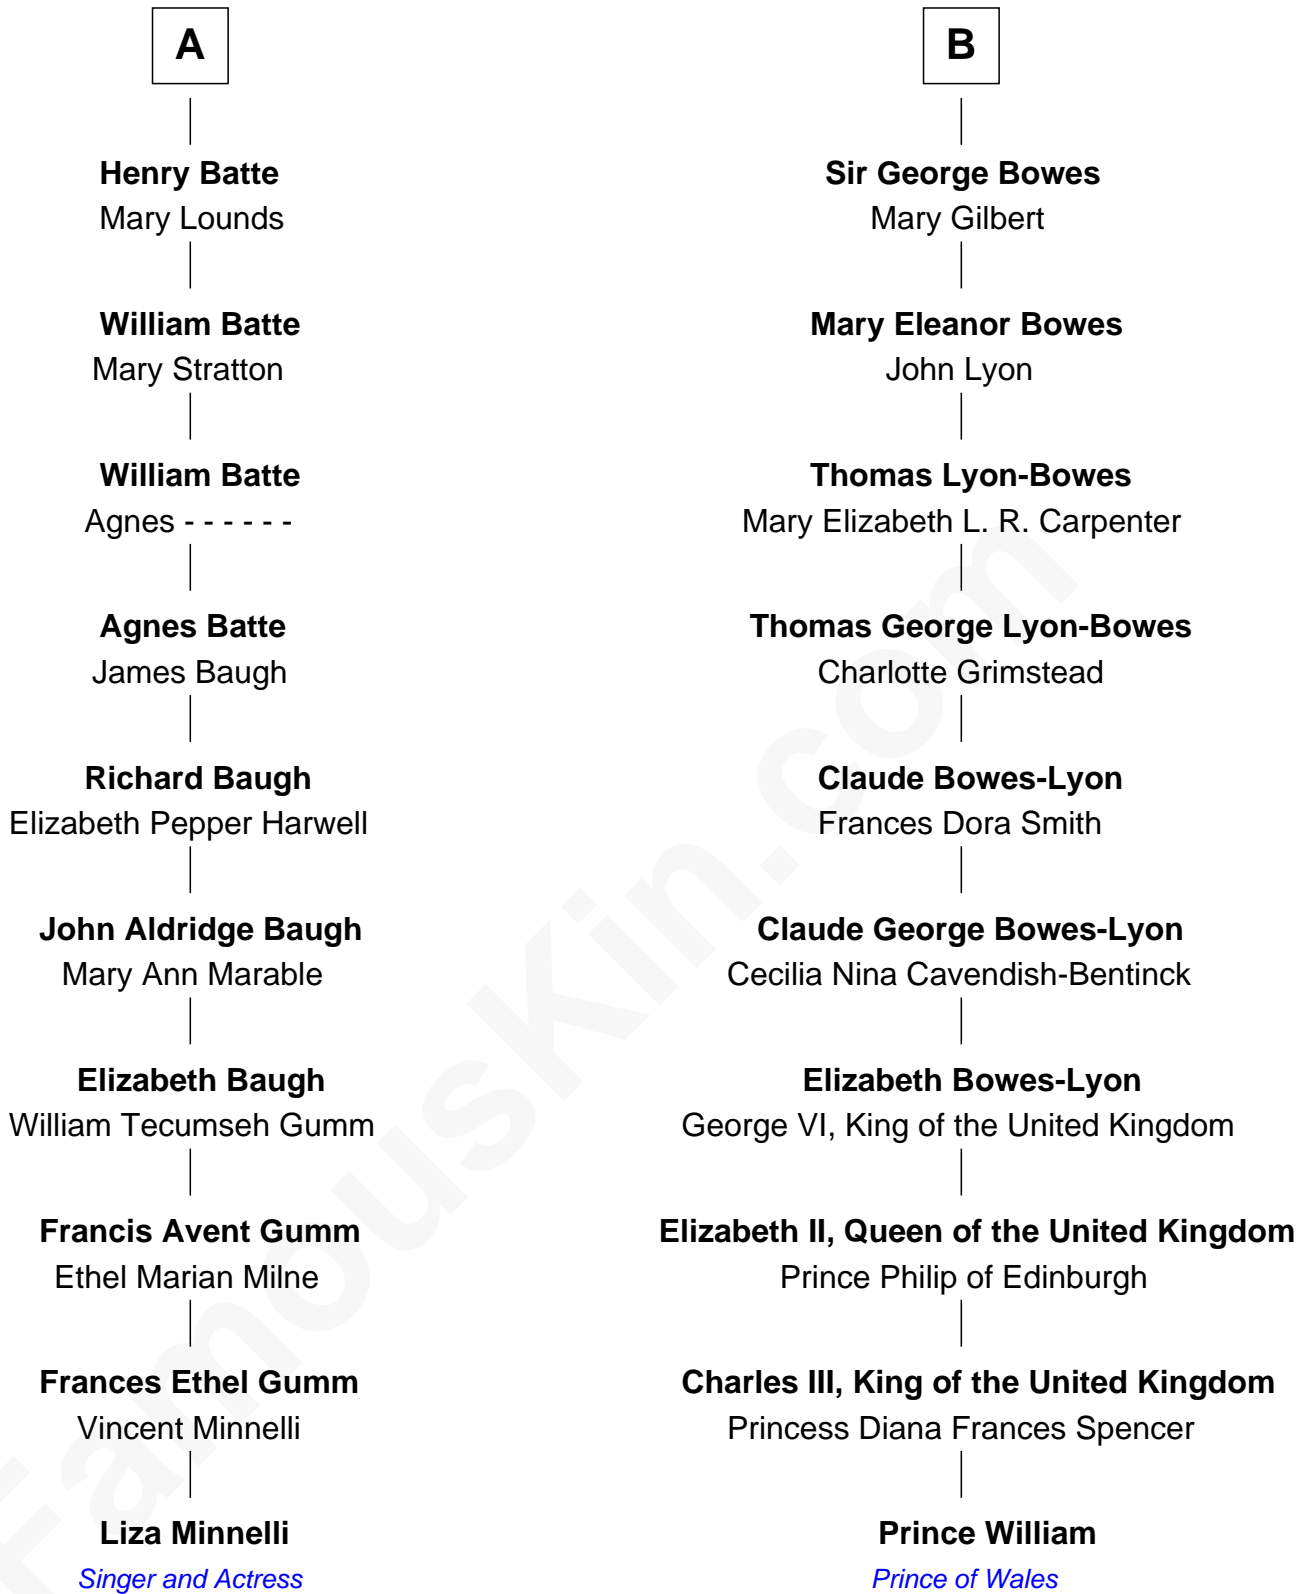 A
Henry Batte
Mary Lounds
William Batte
Mary Stratton
William Batte
Agnes - - - - - -
Agnes Batte
James Baugh
Richard Baugh
Elizabeth Pepper Harwell
John Aldridge Baugh
Mary Ann Marable
Elizabeth Baugh
William Tecumseh Gumm
Francis Avent Gumm
Ethel Marian Milne
Frances Ethel Gumm
Vincent Minnelli
Liza Minnelli
Singer and Actress
B
Sir George Bowes
Mary Gilbert
Mary Eleanor Bowes
John Lyon
Thomas Lyon-Bowes
Mary Elizabeth L. R. Carpenter
Thomas George Lyon-Bowes
Charlotte Grimstead
Claude Bowes-Lyon
Frances Dora Smith
Claude George Bowes-Lyon
Cecilia Nina Cavendish-Bentinck
Elizabeth Bowes-Lyon
George VI, King of the United Kingdom
Elizabeth II, Queen of the United Kingdom
Prince Philip of Edinburgh
Charles III, King of the United Kingdom
Princess Diana Frances Spencer
Prince William
Prince of Wales
FamousKin.com